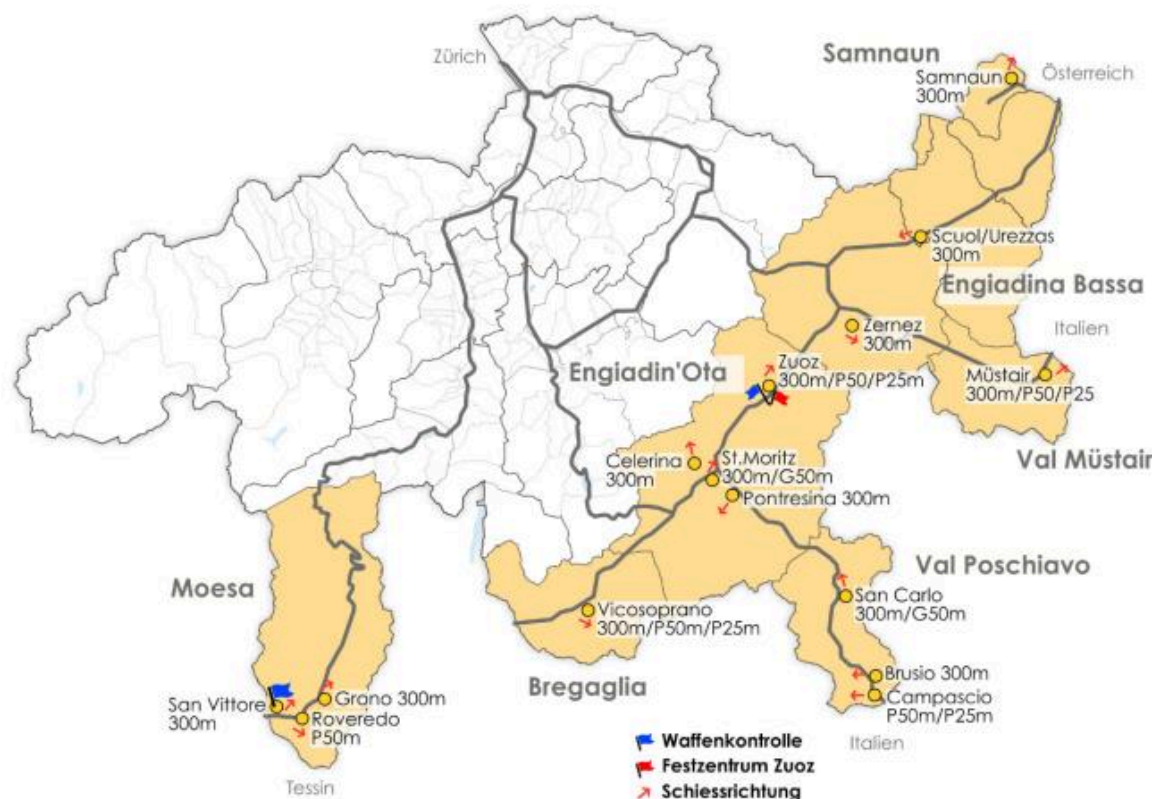 Zürich
Samnaun
Samnaun
300m
Österreich
Scuol/Urezzas
300m
Engiadina Bassa
Zernez
300m
Italien
Müstair
300m/P50/P25
Val Müstair
Engiadin'Ota
Zuoz
300m/P50/P25m
Celerina
300m
St.Moritz
300m/G50m
Pontresina 300m
Val Poschiavo
San Carlo
300m/G50m
Brusio 300m
Campascio
P50m/P25m
Italien
Moesa
Vicosoprano
300m/P50m/P25m
Bregaglia
San Vittore
300m
Grono 300m
Roveredo
P50m
Tessin
Waffenkontrolle
Festzentrum Zuoz
Schiessrichtung